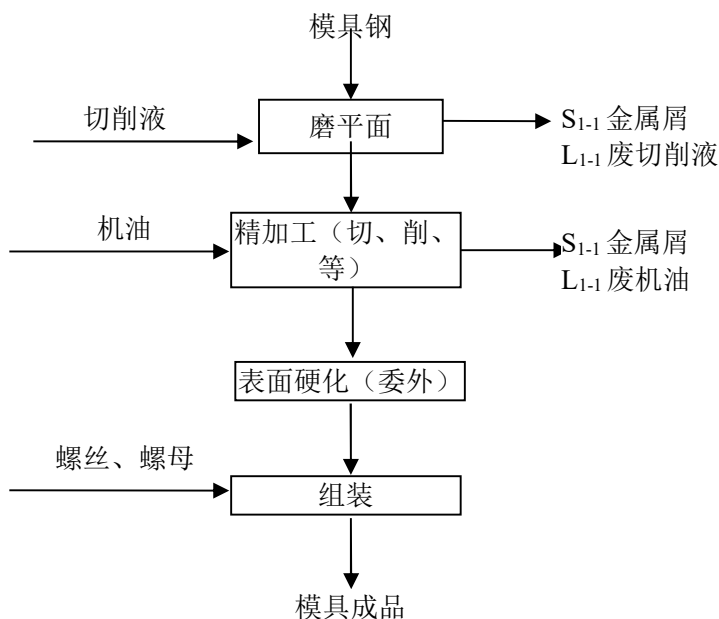 模具钢
切削液
磨平面
S1-1 金属屑
L1-1 废切削液
机油
精加工（切、削、
等）
S1-1 金属屑
L1-1 废机油
表面硬化（委外）
螺丝、螺母
组装
模具成品